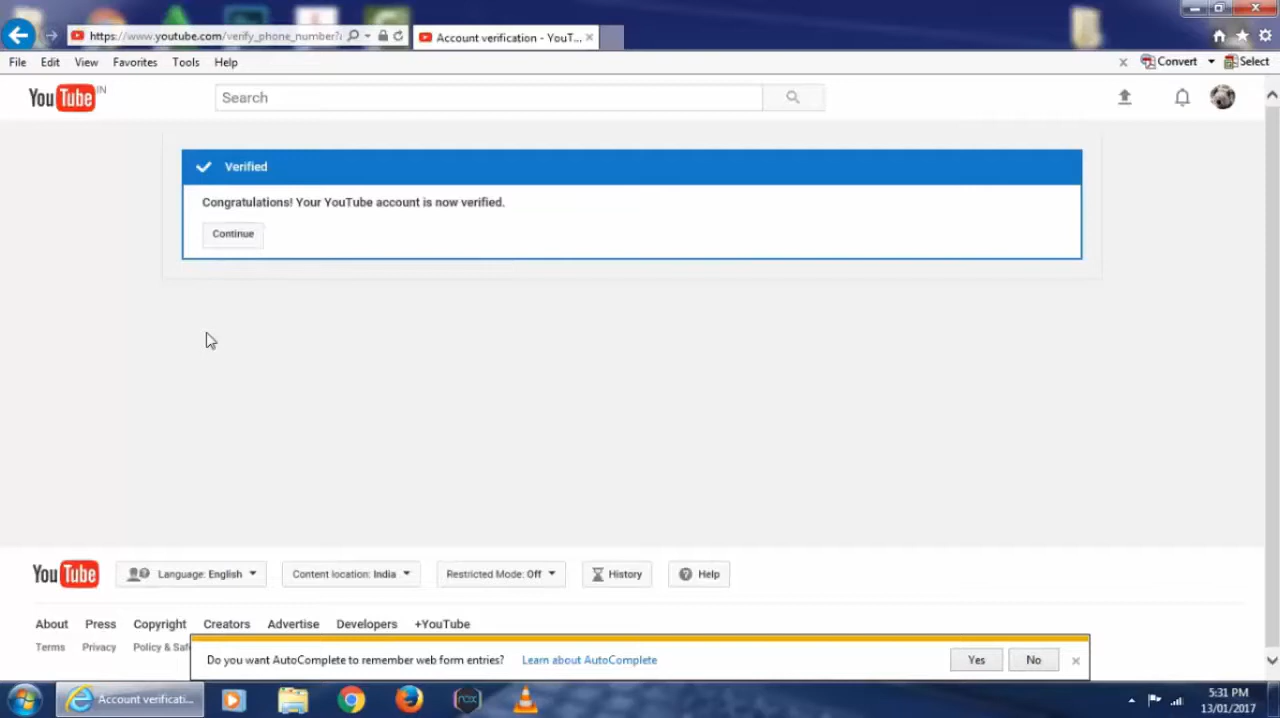 https://www.youtube.com/verify_phone_number?
Account verification - YouT...
File Edit View Favorites Tools Help
Convert Select
YouTube IN
Search
Verified
Congratulations! Your YouTube account is now verified.
Continue
YouTube
Language: English
Content location: India
Restricted Mode: Off
History
Help
About Press Copyright Creators Advertise Developers +YouTube
Terms Privacy Policy & Saf
Do you want AutoComplete to remember web form entries? Learn about AutoComplete Yes No
Account verificati...
nox
5:31 PM
13/01/2017